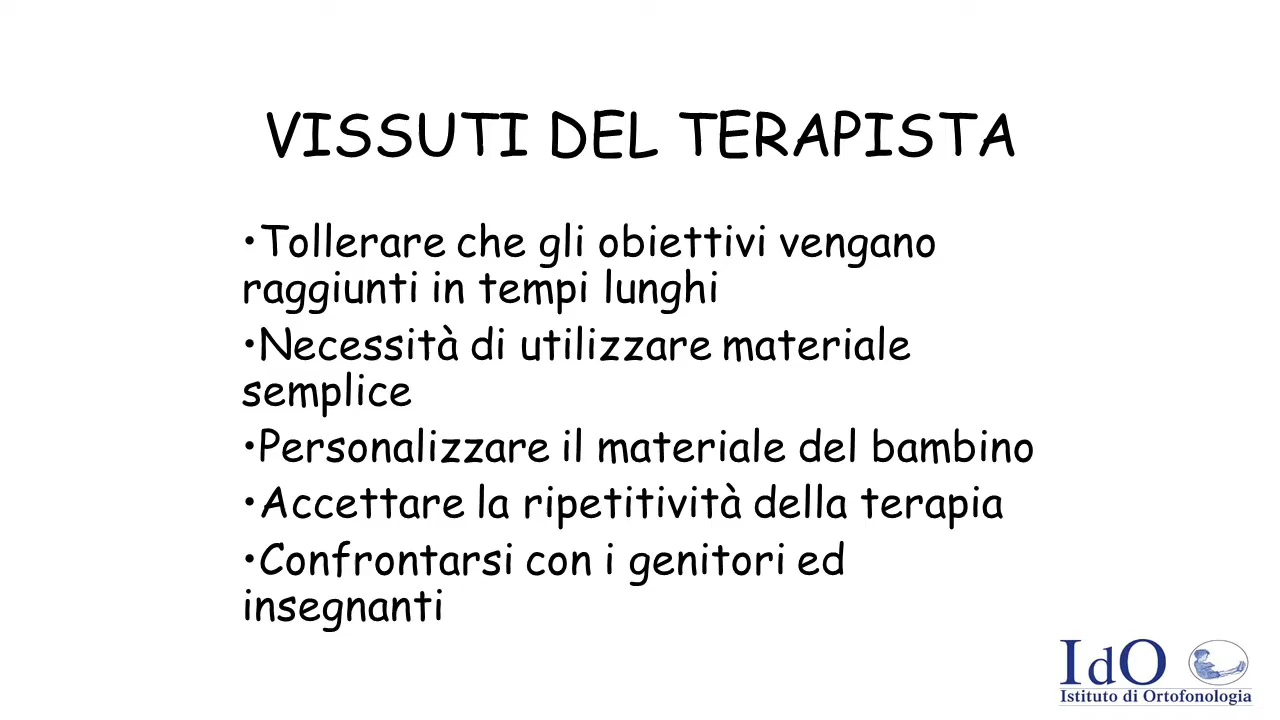 VISSUTI DEL TERAPISTA
•Tollerare che gli obiettivi vengano
raggiunti in tempi lunghi
•Necessità di utilizzare materiale
semplice
•Personalizzare il materiale del bambino
•Accettare la ripetitività della terapia
•Confrontarsi con i genitori ed
insegnanti
IdO
Istituto di Ortofonologia